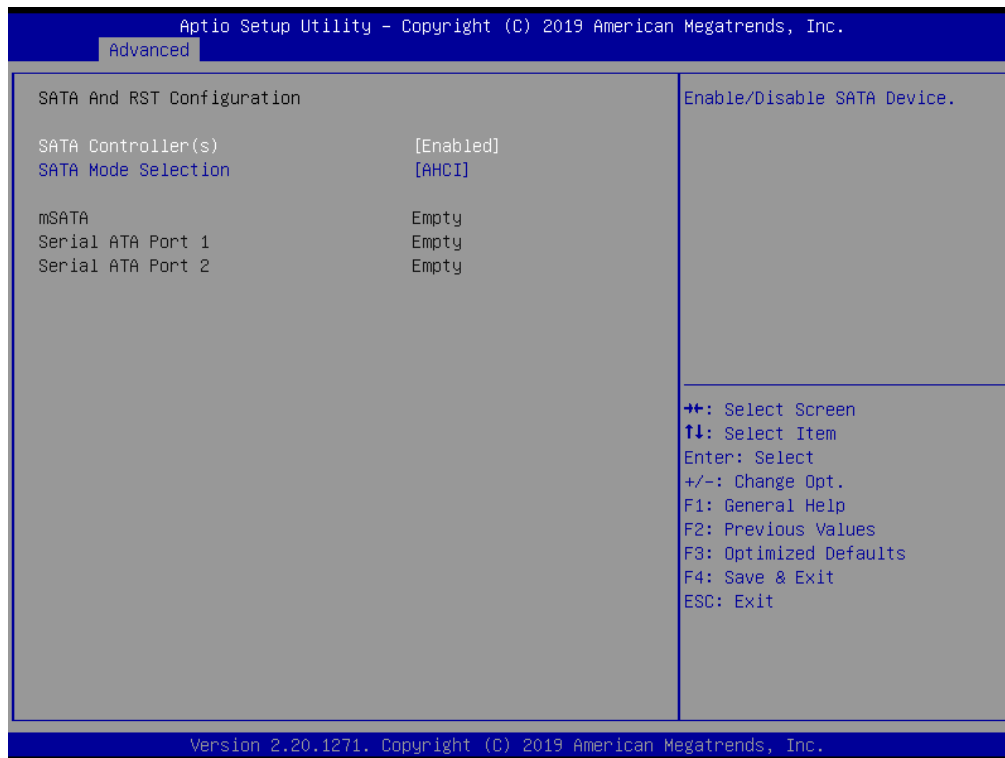 Aptio Setup Utility – Copyright (C) 2019 American Megatrends, Inc.
Advanced
SATA And RST Configuration
SATA Controller(s) [Enabled]
SATA Mode Selection [AHCI]
mSATA Empty
Serial ATA Port 1 Empty
Serial ATA Port 2 Empty
Enable/Disable SATA Device.
→←: Select Screen
↑↓: Select Item
Enter: Select
+/-: Change Opt.
F1: General Help
F2: Previous Values
F3: Optimized Defaults
F4: Save & Exit
ESC: Exit
Version 2.20.1271. Copyright (C) 2019 American Megatrends, Inc.